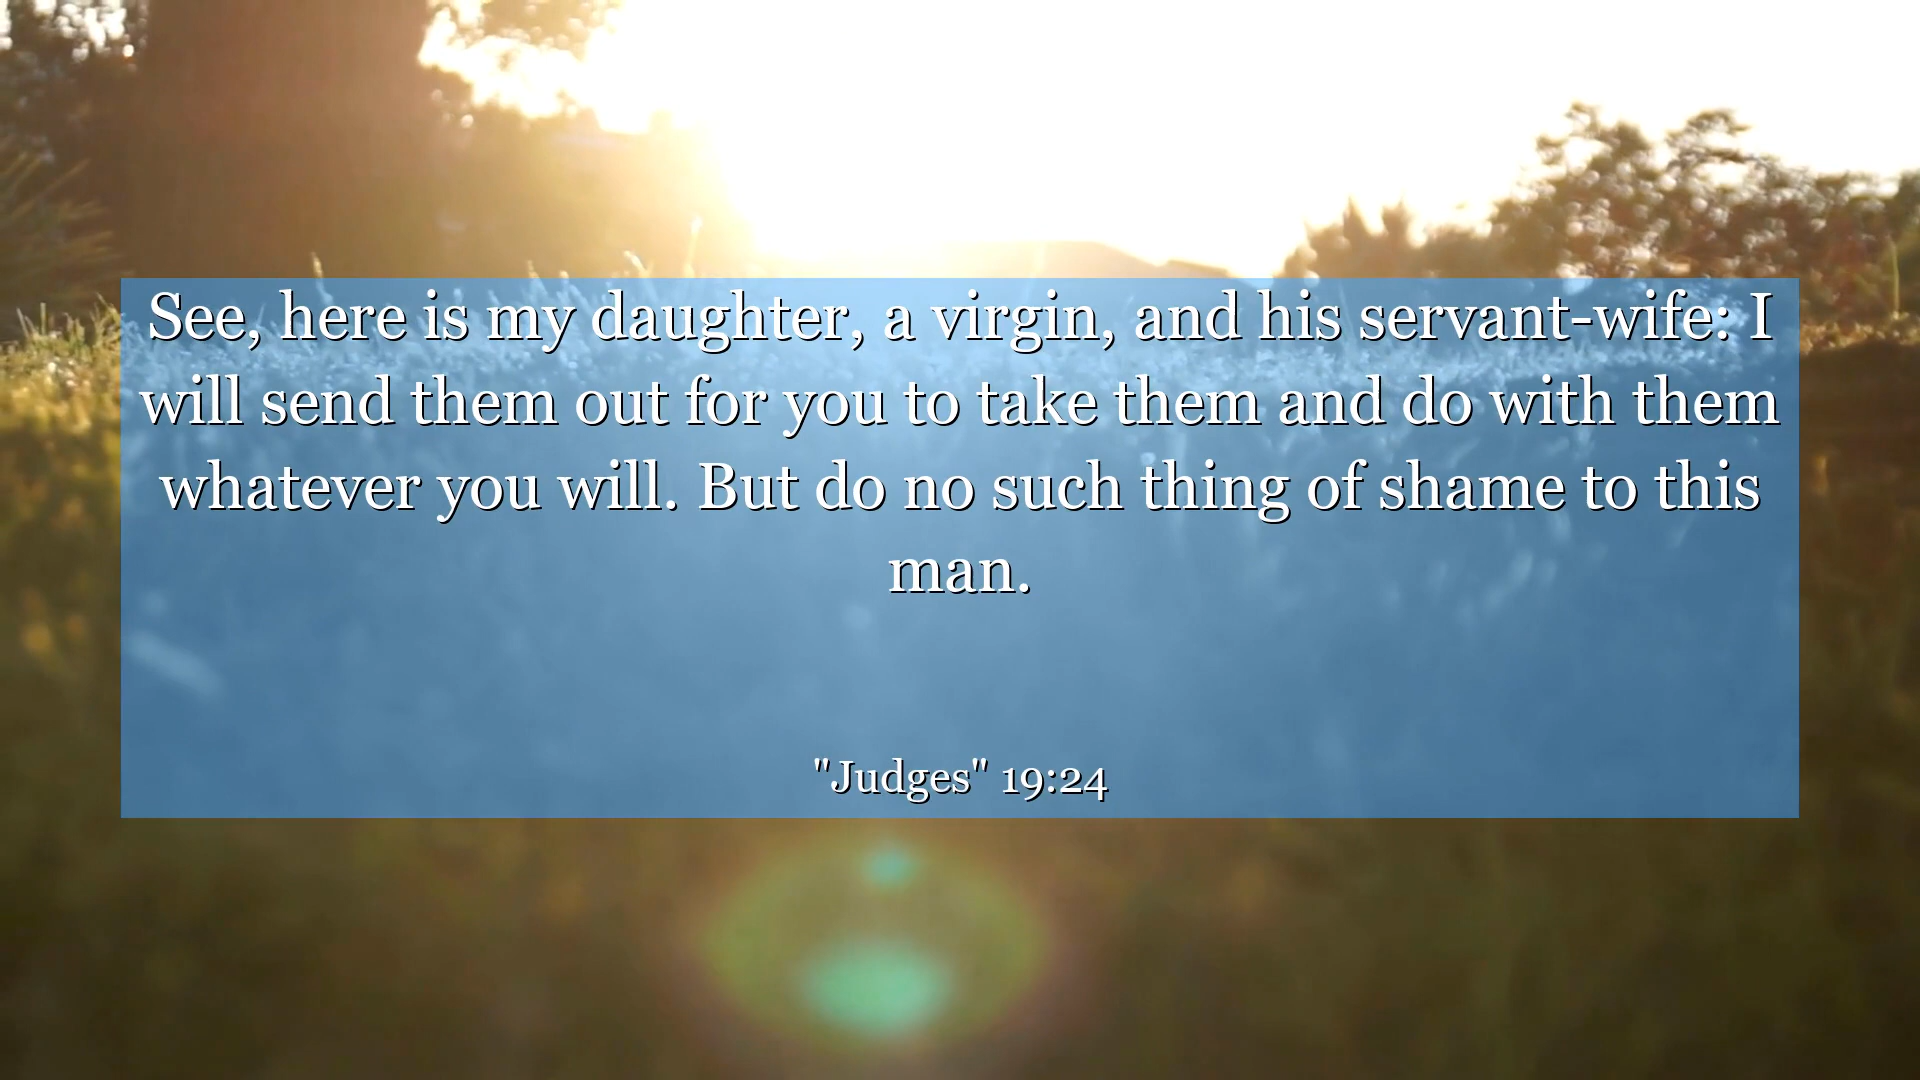 See, here is my daughter, a virgin, and his servant-wife: I
will send them out for you to take them and do with them
whatever you will. But do no such thing of shame to this
man.
"Judges" 19:24